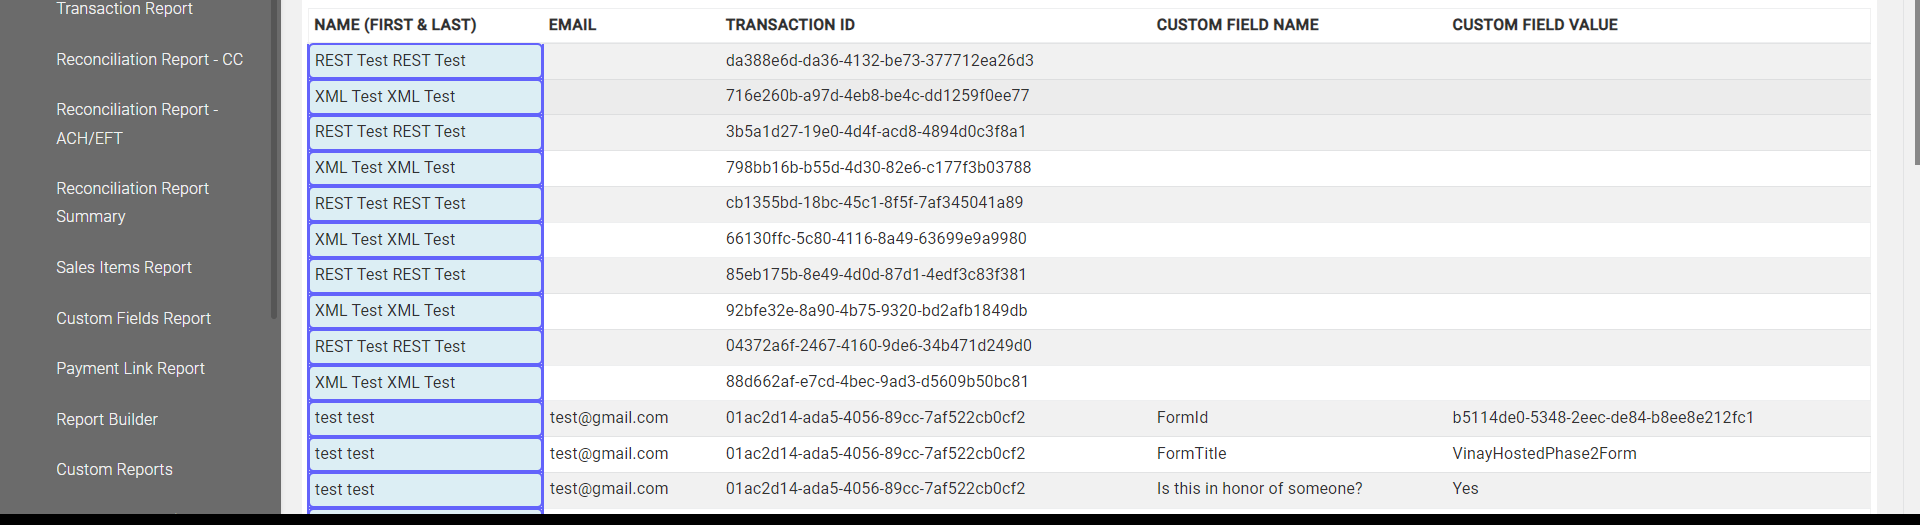 Transaction Report
Reconciliation Report - CC
Reconciliation Report -
ACH/EFT
Reconciliation Report
Summary
Sales Items Report
Custom Fields Report
Payment Link Report
Report Builder
Custom Reports
NAME (FIRST & LAST) EMAIL TRANSACTION ID CUSTOM FIELD NAME CUSTOM FIELD VALUE
REST Test REST Test da388e6d-da36-4132-be73-377712ea26d3
XML Test XML Test 716e260b-a97d-4eb8-be4c-dd1259f0ee77
REST Test REST Test 3b5a1d27-19e0-4d4f-acd8-4894d0c3f8a1
XML Test XML Test 798bb16b-b55d-4d30-82e6-c177f3b03788
REST Test REST Test cb1355bd-18bc-45c1-8f5f-7af345041a89
XML Test XML Test 66130ffc-5c80-4116-8a49-63699e9a9980
REST Test REST Test 85eb175b-8e49-4d0d-87d1-4edf3c83f381
XML Test XML Test 92bfe32e-8a90-4b75-9320-bd2afb1849db
REST Test REST Test 04372a6f-2467-4160-9de6-34b471d249d0
XML Test XML Test 88d662af-e7cd-4bec-9ad3-d5609b50bc81
test test test@gmail.com 01ac2d14-ada5-4056-89cc-7af522cb0cf2 FormId b5114de0-5348-2eec-de84-b8ee8e212fc1
test test test@gmail.com 01ac2d14-ada5-4056-89cc-7af522cb0cf2 FormTitle VinayHostedPhase2Form
test test test@gmail.com 01ac2d14-ada5-4056-89cc-7af522cb0cf2 Is this in honor of someone? Yes